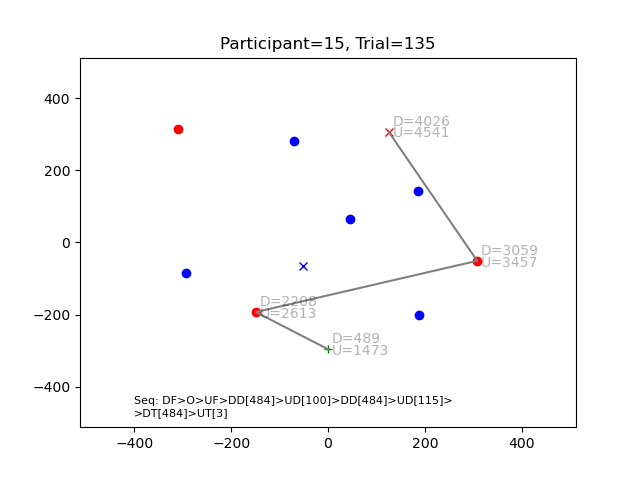 Participant=15, Trial=135
D=4026
U=4541
D=3059
U=3457
D=2208
U=2613
D=489
U=1473
Seq: DF>O>UF>DD[484]>UD[100]>DD[484]>UD[115]>
>DT[484]>UT[3]
400
200
0
−200
−400
−400
−200
0
200
400